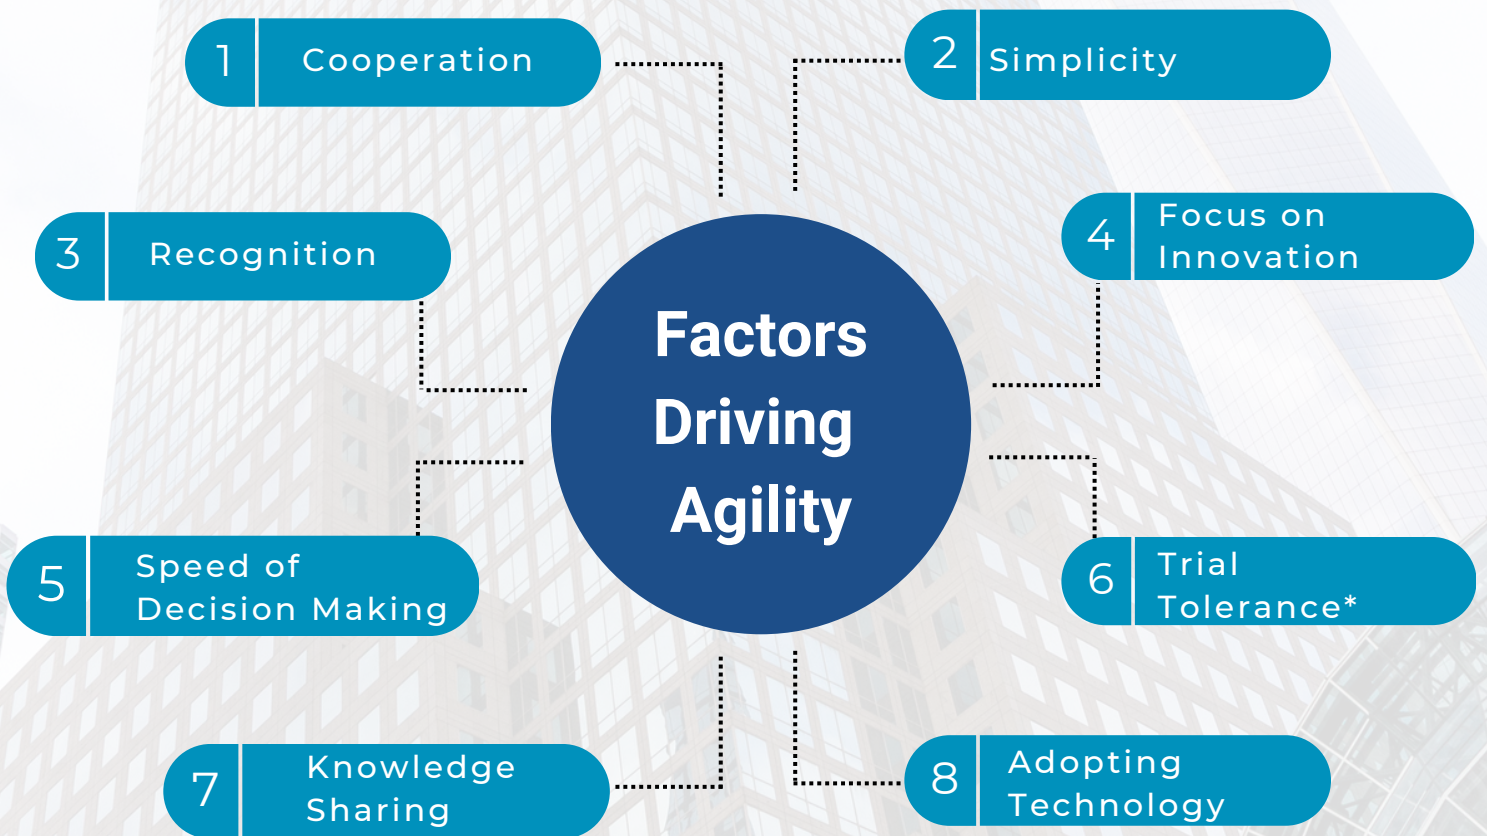 1 Cooperation
2 Simplicity
3 Recognition
4 Focus on
Innovation
Factors
Driving
Agility
5 Speed of
Decision Making
6 Trial
Tolerance*
7 Knowledge
Sharing
8 Adopting
Technology